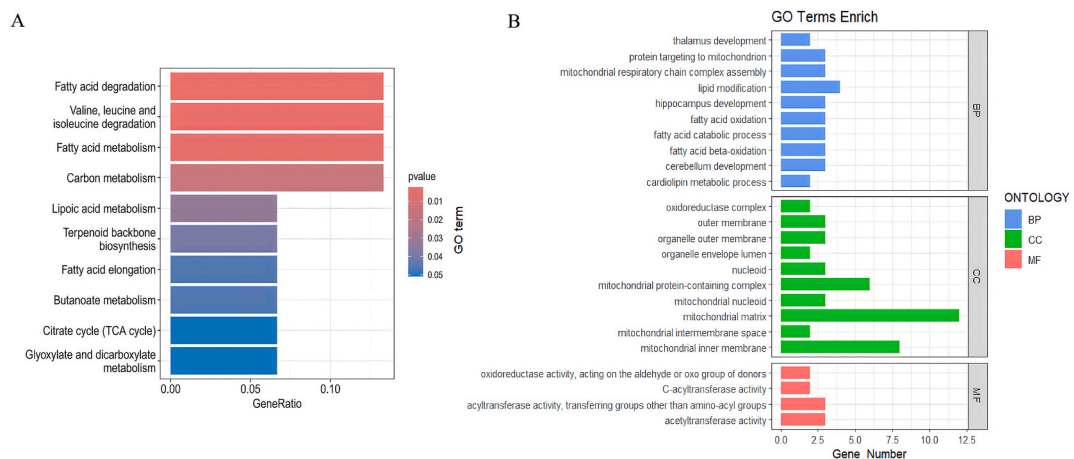 A
Fatty acid degradation
Valine, leucine and
isoleucine degradation
Fatty acid metabolism
Carbon metabolism
Lipoic acid metabolism
Terpenoid backbone
biosynthesis
Fatty acid elongation
Butanoate metabolism
Citrate cycle (TCA cycle)
Glyoxylate and dicarboxylate
metabolism
0.00
0.05
0.10
GeneRatio
pvalue
0.01
0.02
0.03
0.04
0.05
GO term
B
GO Terms Enrich
thalamus development
protein targeting to mitochondrion
mitochondrial respiratory chain complex assembly
lipid modification
hippocampus development
fatty acid oxidation
fatty acid catabolic process
fatty acid beta-oxidation
cerebellum development
cardiolipin metabolic process
BP
oxidoreductase complex
outer membrane
organelle outer membrane
organelle envelope lumen
nucleoid
mitochondrial protein-containing complex
mitochondrial nucleoid
mitochondrial matrix
mitochondrial intermembrane space
mitochondrial inner membrane
CC
oxidoreductase activity, acting on the aldehyde or oxo group of donors
C-acyltransferase activity
acyltransferase activity, transferring groups other than amino-acyl groups
acetyltransferase activity
MF
0.0
2.5
5.0
7.5
10.0
12.5
Gene Number
ONTOLOGY
BP
CC
MF